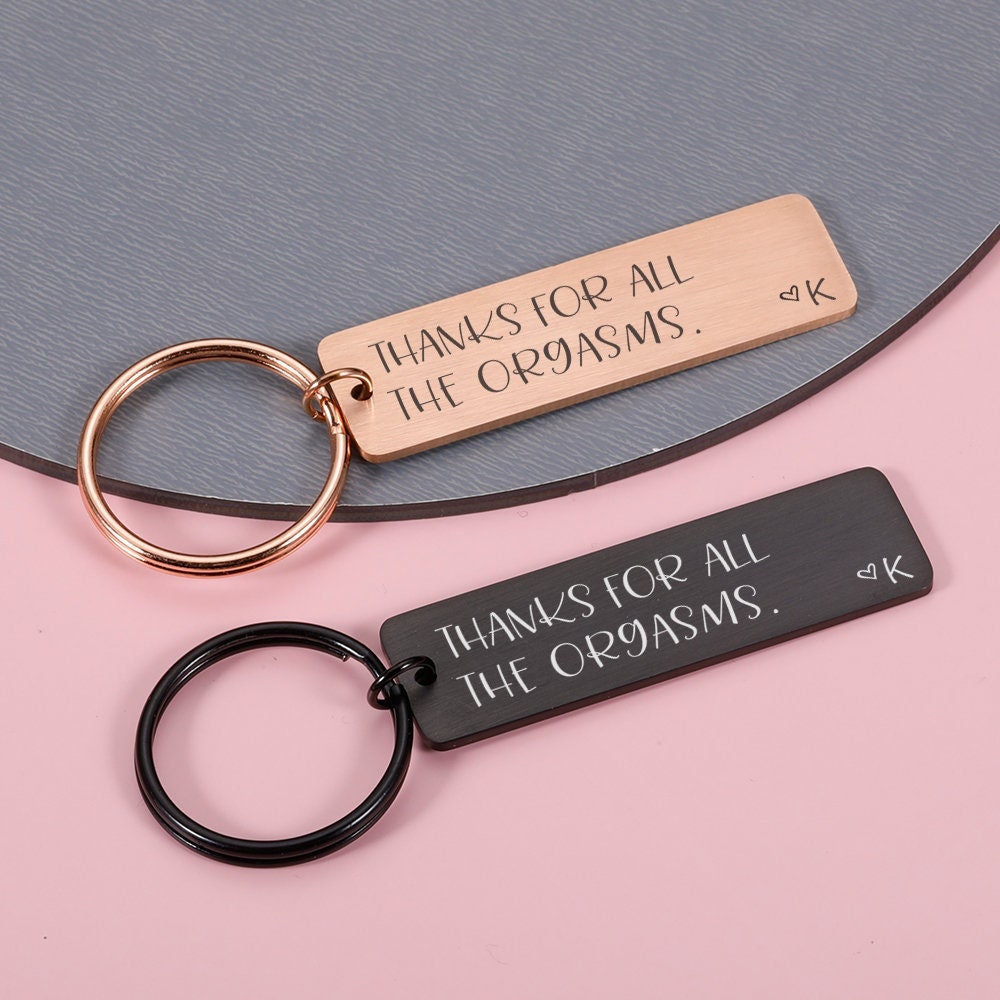 THANKS FOR ALL
THE ORgASMS.
♡K
THANKS FOR ALL
THE ORgASMS.
♡K